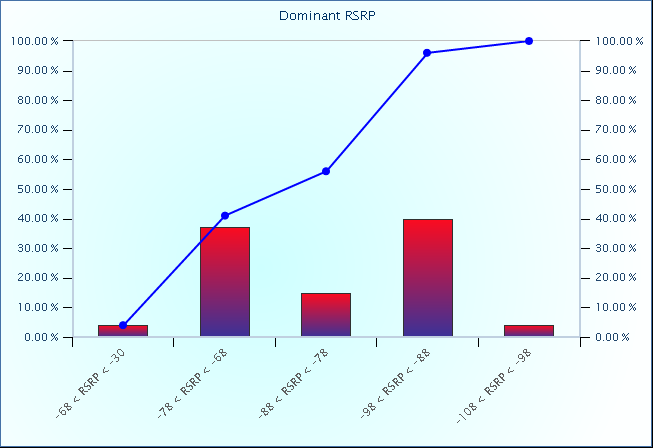 Dominant RSRP
100.00 % 100.00 %
90.00 % 90.00 %
80.00 % 80.00 %
70.00 % 70.00 %
60.00 % 60.00 %
50.00 % 50.00 %
40.00 % 40.00 %
30.00 % 30.00 %
20.00 % 20.00 %
10.00 % 10.00 %
0.00 % 0.00 %
-68 < RSRP < -30
-78 < RSRP < -68
-88 < RSRP < -78
-98 < RSRP < -88
-108 < RSRP < -98